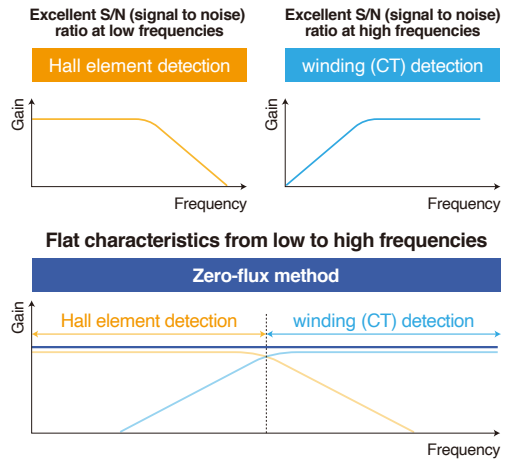 Excellent S/N (signal to noise)
ratio at low frequencies
Hall element detection
Gain
Frequency
Excellent S/N (signal to noise)
ratio at high frequencies
winding (CT) detection
Gain
Frequency
Flat characteristics from low to high frequencies
Zero-flux method
Gain
Hall element detection
winding (CT) detection
Frequency